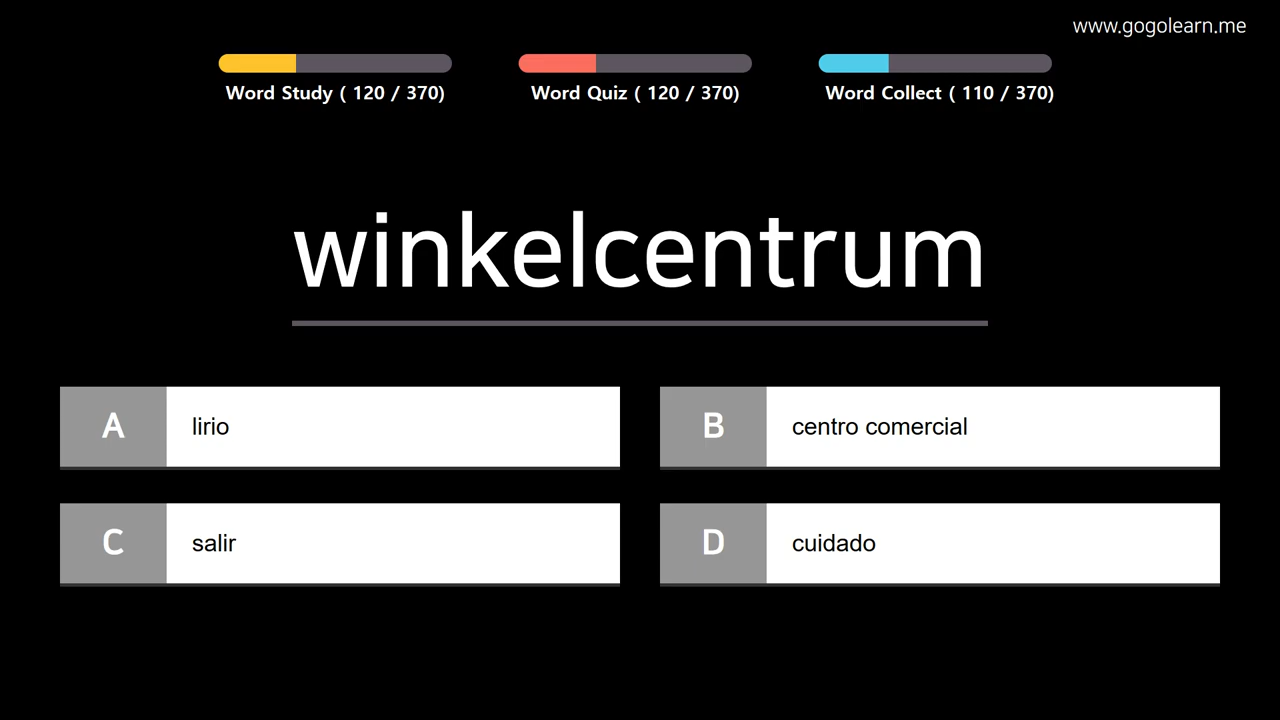 www.gogolearn.me
Word Study ( 120 / 370)
Word Quiz ( 120 / 370)
Word Collect ( 110 / 370)
winkelcentrum
A lirio
B centro comercial
C salir
D cuidado